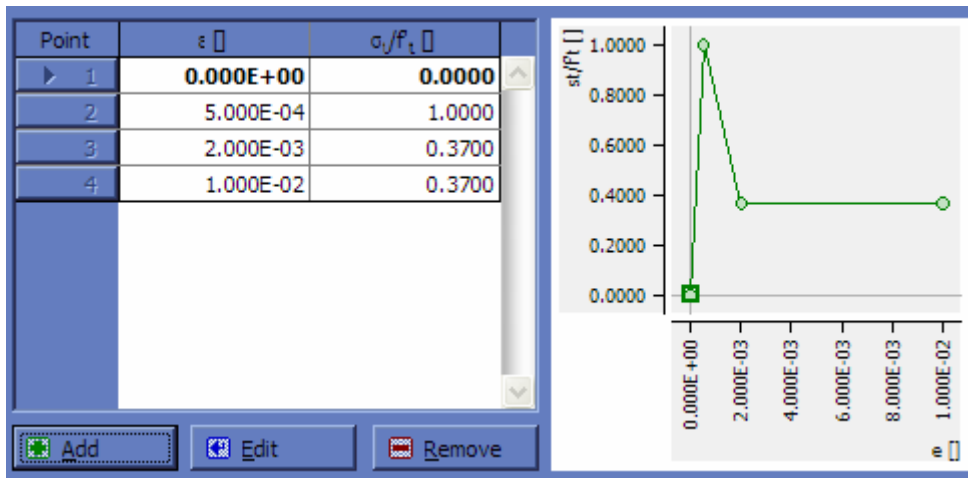 Point ε [] σ₁/f'ₜ []
1 0.000E+00 0.0000
2 5.000E-04 1.0000
3 2.000E-03 0.3700
4 1.000E-02 0.3700
Add Edit Remove
st/f't []
1.0000
0.8000
0.6000
0.4000
0.2000
0.0000
0.000E+00
2.000E-03
4.000E-03
6.000E-03
8.000E-03
1.000E-02
e []